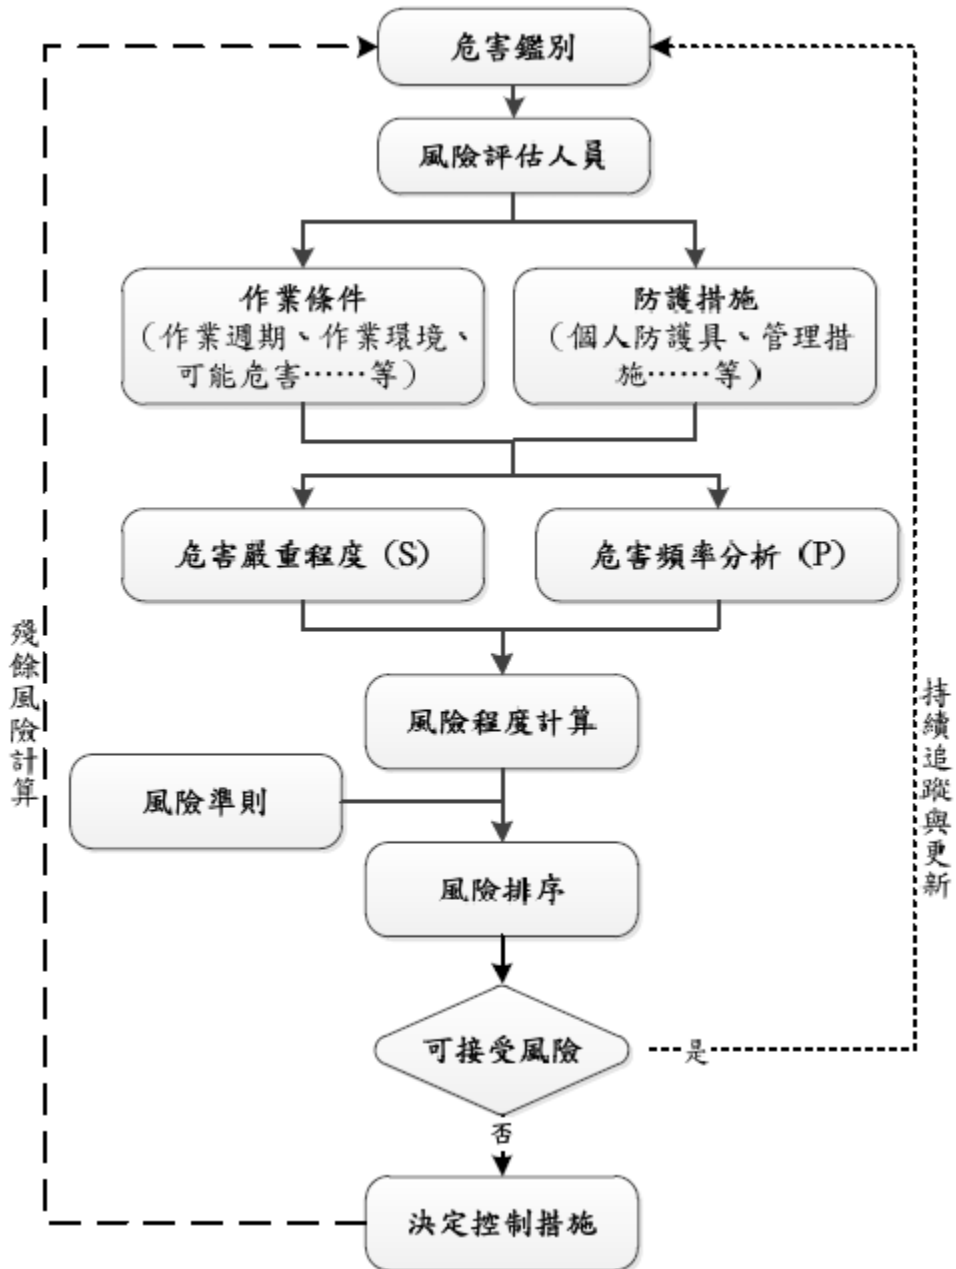 危害鑑別
風險評估人員
作業條件
（作業週期、作業環境、
可能危害……等）
防護措施
（個人防護具、管理措
施……等）
危害嚴重程度（S）
危害頻率分析（P）
殘餘風險計算
持續追蹤與更新
風險程度計算
風險準則
風險排序
可接受風險
是
否
決定控制措施